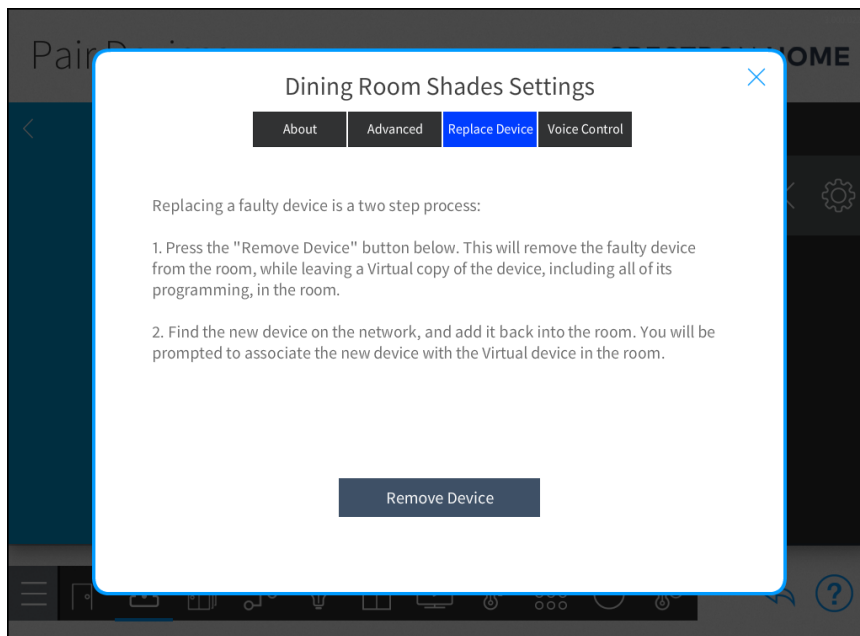 Pair
HOME
Dining Room Shades Settings
About
Advanced
Replace Device
Voice Control
Replacing a faulty device is a two step process:
1. Press the "Remove Device" button below. This will remove the faulty device
from the room, while leaving a Virtual copy of the device, including all of its
programming, in the room.
2. Find the new device on the network, and add it back into the room. You will be
prompted to associate the new device with the Virtual device in the room.
Remove Device
?